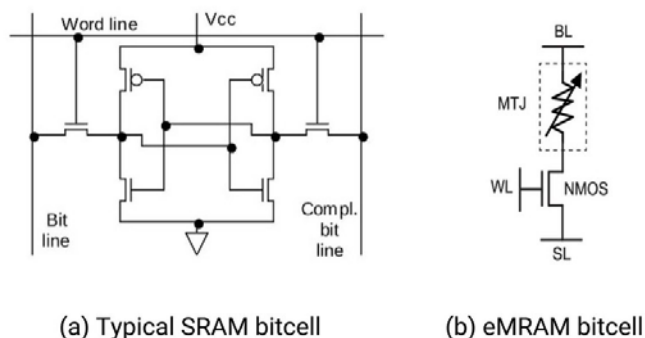 Word line
Vcc
Bit
line
Compl.
bit
line
(a) Typical SRAM bitcell
BL
MTJ
WL
NMOS
SL
(b) eMRAM bitcell